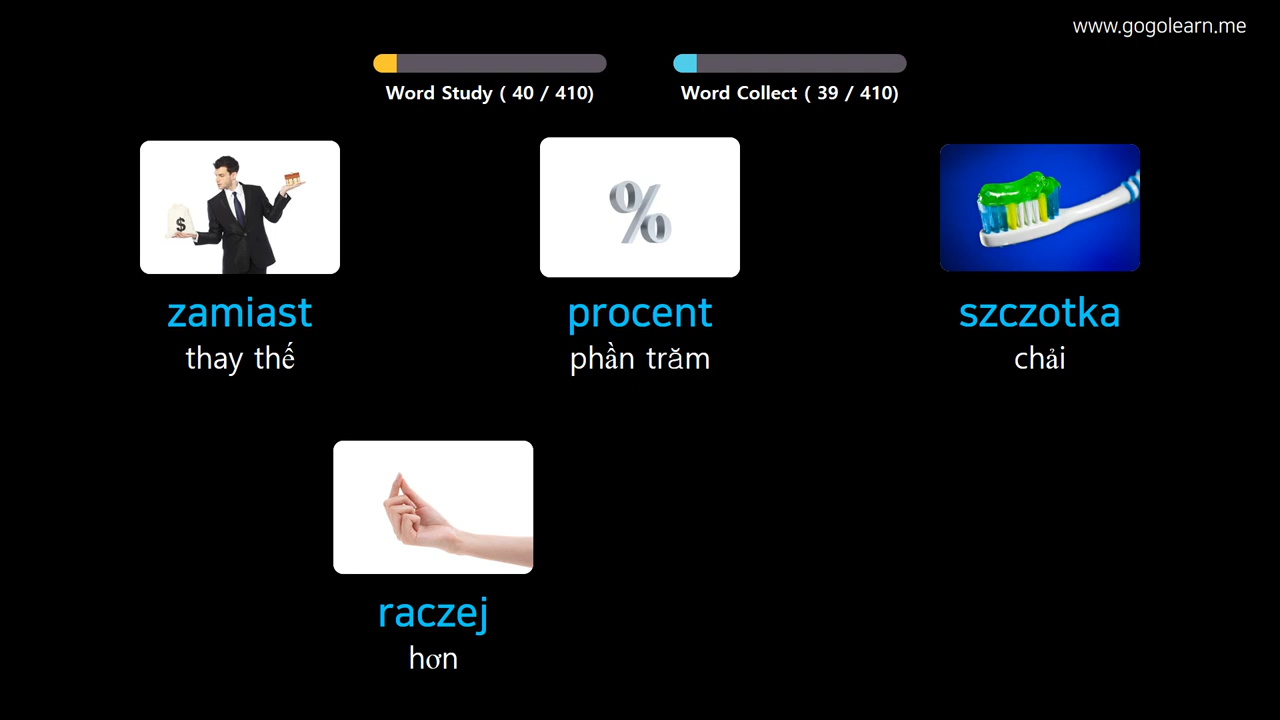 www.gogolearn.me
Word Study ( 40 / 410)
Word Collect ( 39 / 410)
$
%
zamiast
thay thế
procent
phần trăm
szczotka
chải
raczej
hơn